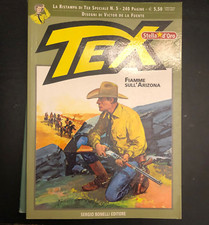 La Ristampa di Tex Speciale N. 5 - 240 Pagine - € 5,50
Disegni di Victor de la Fuente
TEX
Stella d'Oro
Fiamme
sull'Arizona
Sergio Bonelli Editore